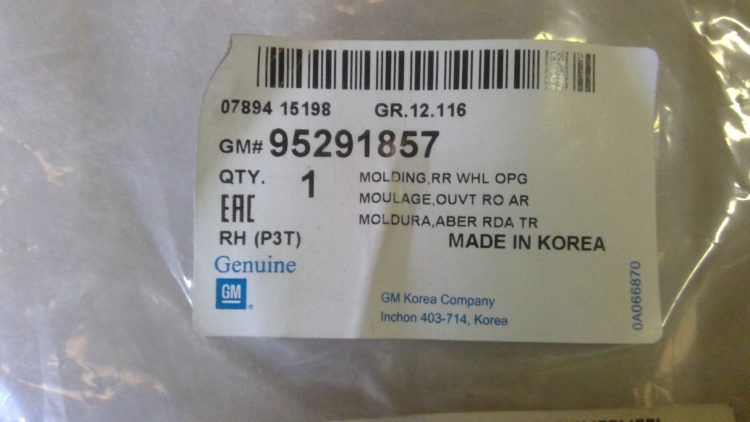 07894 15198 GR.12.116
GM# 95291857
QTY. 1
MOLDING,RR WHL OPG
MOULAGE,OUVT RO AR
MOLDURA,ABER RDA TR
EAC
RH (P3T)
MADE IN KOREA
Genuine
GM
GM Korea Company
Inchon 403-714, Korea
0A066870